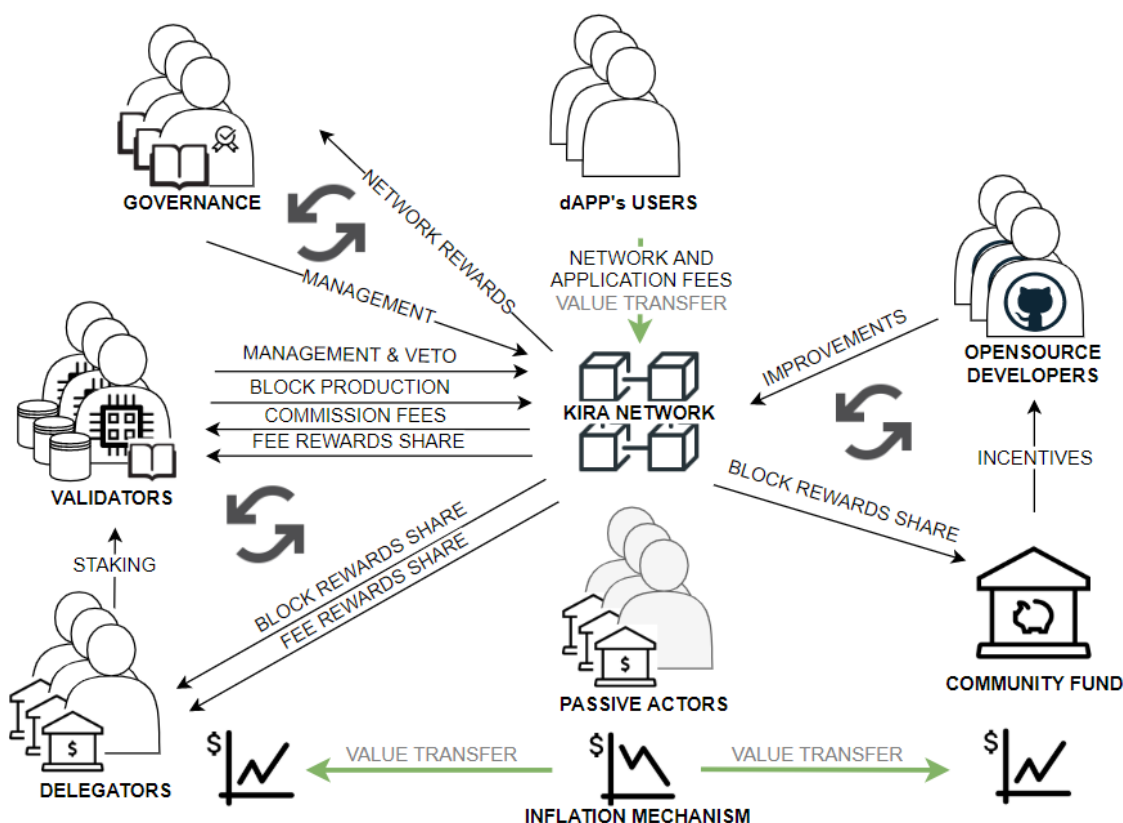 GOVERNANCE
dAPP's USERS
NETWORK REWARDS
MANAGEMENT
NETWORK AND
APPLICATION FEES
VALUE TRANSFER
IMPROVEMENTS
OPENSOURCE
DEVELOPERS
MANAGEMENT & VETO
BLOCK PRODUCTION
COMMISSION FEES
FEE REWARDS SHARE
KIRA NETWORK
VALIDATORS
INCENTIVES
BLOCK REWARDS SHARE
STAKING
BLOCK REWARDS SHARE
FEE REWARDS SHARE
$
PASSIVE ACTORS
COMMUNITY FUND
$
DELEGATORS
$
VALUE TRANSFER
$
VALUE TRANSFER
$
INFLATION MECHANISM